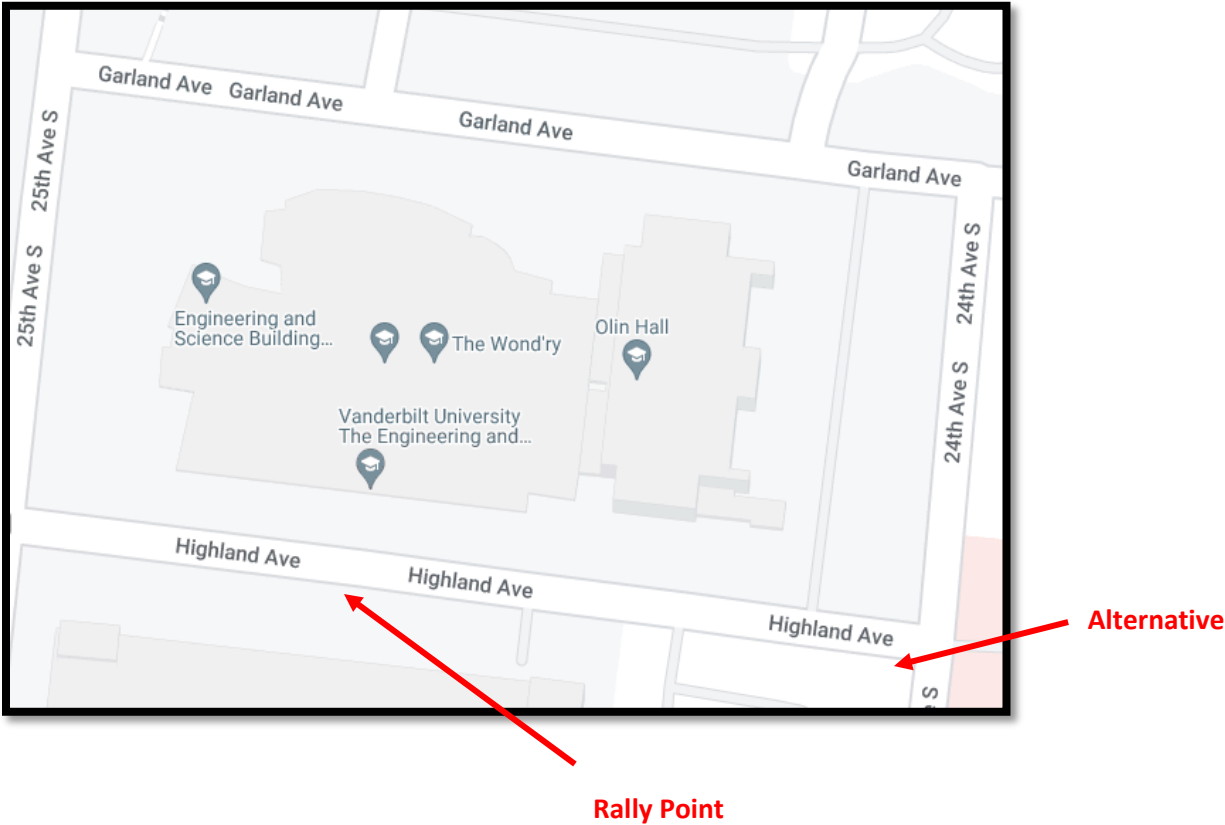 Garland Ave
Garland Ave
Garland Ave
Garland Ave
25th Ave S
25th Ave S
24th Ave S
24th Ave S
Engineering and
Science Building...
The Wond'ry
Olin Hall
Vanderbilt University
The Engineering and...
Highland Ave
Highland Ave
Highland Ave
S
Alternative
Rally Point